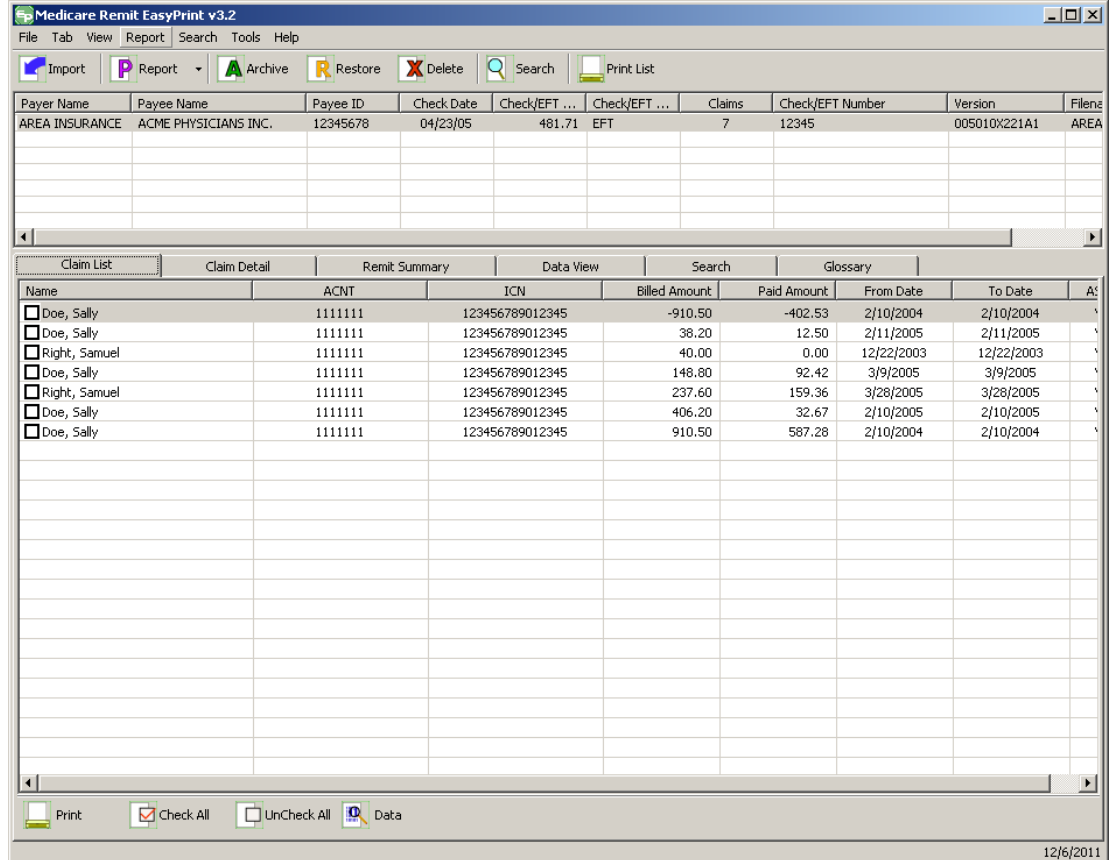 Medicare Remit EasyPrint v3.2
File Tab View Report Search Tools Help
Import P Report A Archive R Restore X Delete Search Print List
Payer Name Payee Name Payee ID Check Date Check/EFT ... Check/EFT ... Claims Check/EFT Number Version Filena
AREA INSURANCE ACME PHYSICIANS INC. 12345678 04/23/05 481.71 EFT 7 12345 005010X221A1 AREA
Claim List Claim Detail Remit Summary Data View Search Glossary
Name ACNT ICN Billed Amount Paid Amount From Date To Date AS
Doe, Sally 1111111 123456789012345 -910.50 -402.53 2/10/2004 2/10/2004
Doe, Sally 1111111 123456789012345 38.20 12.50 2/11/2005 2/11/2005
Right, Samuel 1111111 123456789012345 40.00 0.00 12/22/2003 12/22/2003
Doe, Sally 1111111 123456789012345 148.80 92.42 3/9/2005 3/9/2005
Right, Samuel 1111111 123456789012345 237.60 159.36 3/28/2005 3/28/2005
Doe, Sally 1111111 123456789012345 406.20 32.67 2/10/2005 2/10/2005
Doe, Sally 1111111 123456789012345 910.50 587.28 2/10/2004 2/10/2004
Print Check All UnCheck All Data
12/6/2011